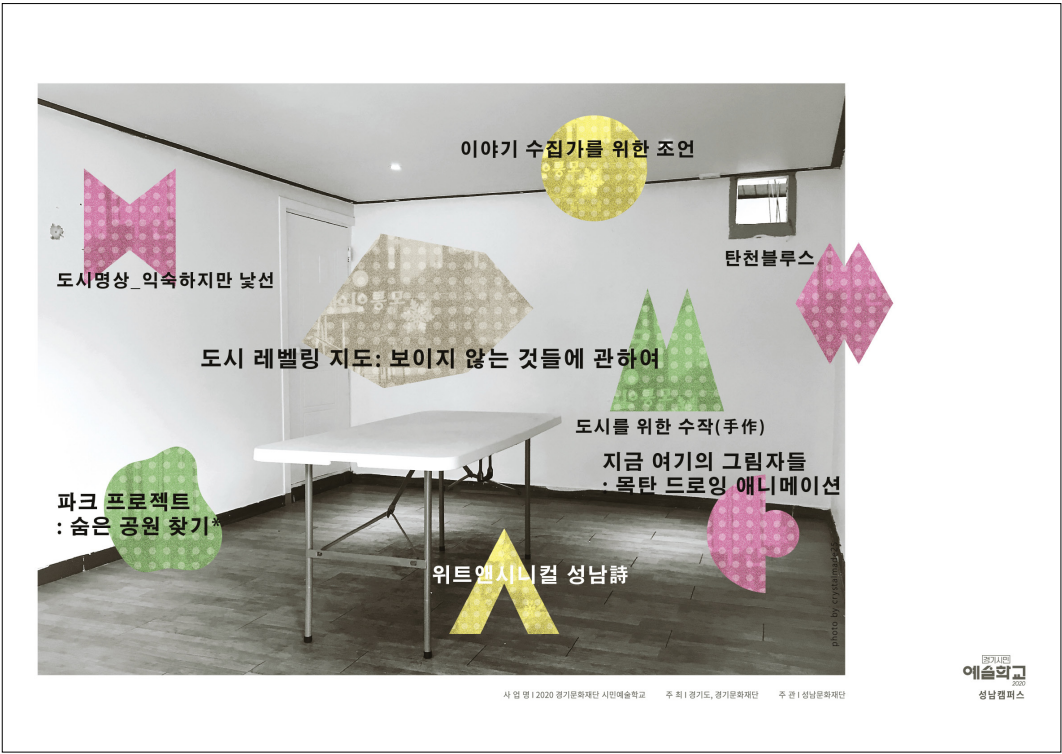 이야기 수집가를 위한 조언
도시명상_익숙하지만 낯선
탄천블루스
도시 레벨링 지도: 보이지 않는 것들에 관하여
도시를 위한 수작(手作)
지금 여기의 그림자들
: 목탄 드로잉 애니메이션
파크 프로젝트
: 숨은 공원 찾기*
위트앤시니컬 성남詩
사 업 명 I 2020 경기문화재단 시민예술학교 주 최 I 경기도, 경기문화재단 주 관 I 성남문화재단
경기시민
예술학교
2020
성남캠퍼스